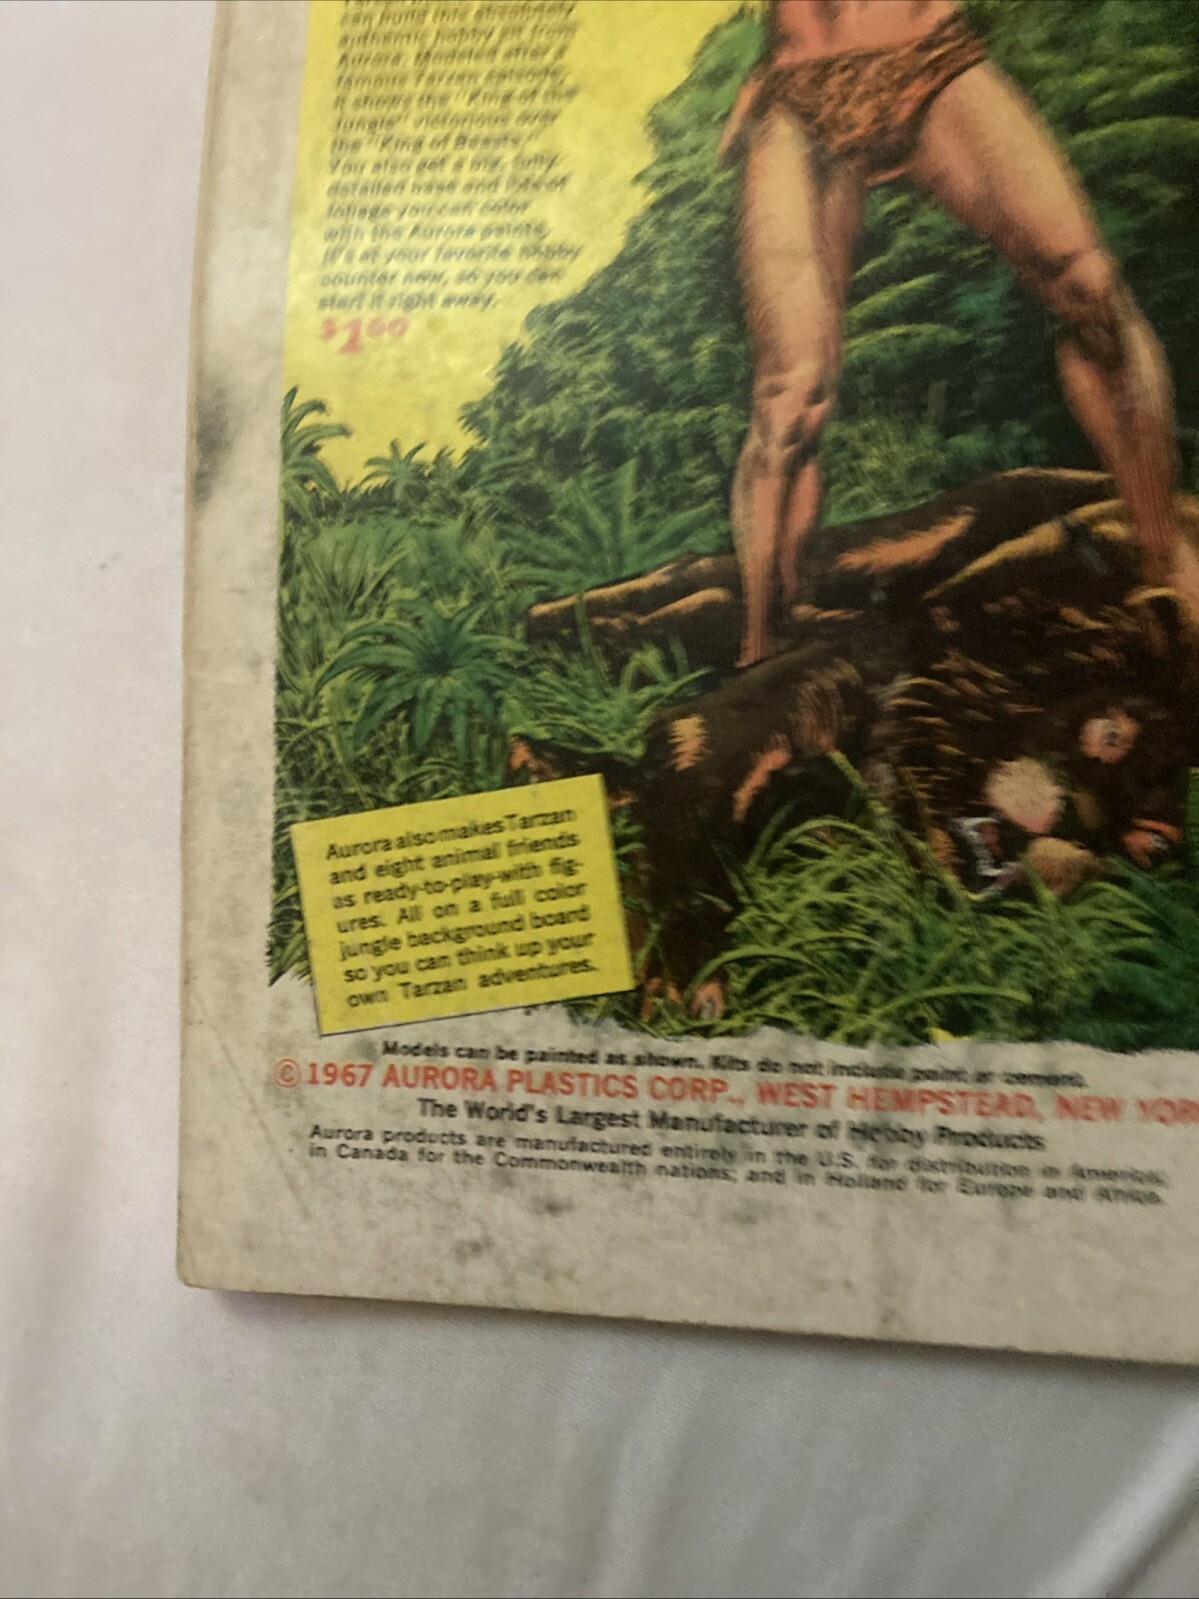 can build this absolutely
authentic hobby kit from
Aurora. Modeled after a
famous Tarzan episode,
it shows the "King of the
Jungle" victorious over
the "King of Beasts."
You also get a big, fully
detailed base and lots of
foliage you can color
with the Aurora paints.
It's at your favorite hobby
counter now, so you can
start it right away.
$1.00
Aurora also makes Tarzan
and eight animal friends
as ready-to-play-with fig-
ures. All on a full color
jungle background board
so you can think up your
own Tarzan adventures.
Models can be painted as shown. Kits do not include paint or cement.
© 1967 AURORA PLASTICS CORP., WEST HEMPSTEAD, NEW YOR
The World's Largest Manufacturer of Hobby Products
Aurora products are manufactured entirely in the U.S. for distribution in America;
in Canada for the Commonwealth nations; and in Holland for Europe and Africa.